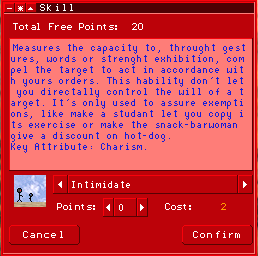 Skill
Total Free Points: 20
Measures the capacity to, throught gest
ures, words or strenght exhibition, com
pel the target to act in accordance wit
h yours orders. This hability don't let
you directally control the will of a t
arget. It's only used to assure exempti
ons, like make a studant let you copy i
ts exercise or make the snack-barwoman
give a discount on hot-dog.
Key Attribute: Charism.
Intimidate
Points: 0 Cost: 2
Cancel Confirm